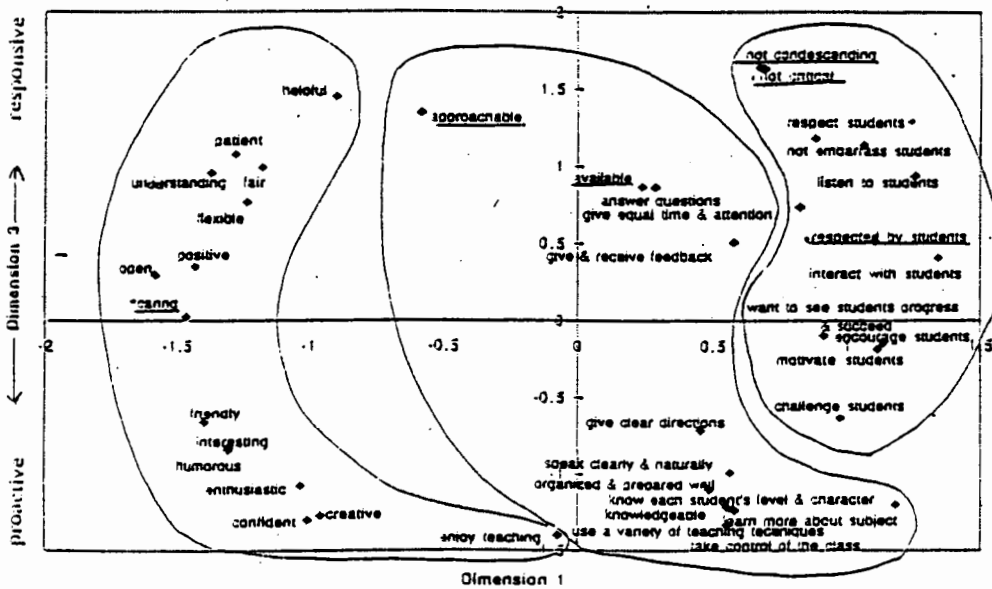 responsive
Dimension 3
proactive
2
1.5
1
0.5
0
-0.5
-2
-1.5
-1
-0.5
0.5
1.5
not condescending
not critical
helpful
approachable
respect students
patient
not embarrass students
understanding
fair
available
listen to students
answer questions
flexible
give equal time & attention
positive
respected by students
give & receive feedback
open
interact with students
caring
want to see students progress
& succeed
encourage students
motivate students
friendly
challenge students
give clear directions
interesting
humorous
speak clearly & naturally
enthusiastic
organized & prepared well
know each student's level & character
knowledgeable
confident
creative
learn more about subject
enjoy teaching
use a variety of teaching techniques
take control of the class
Dimension 1